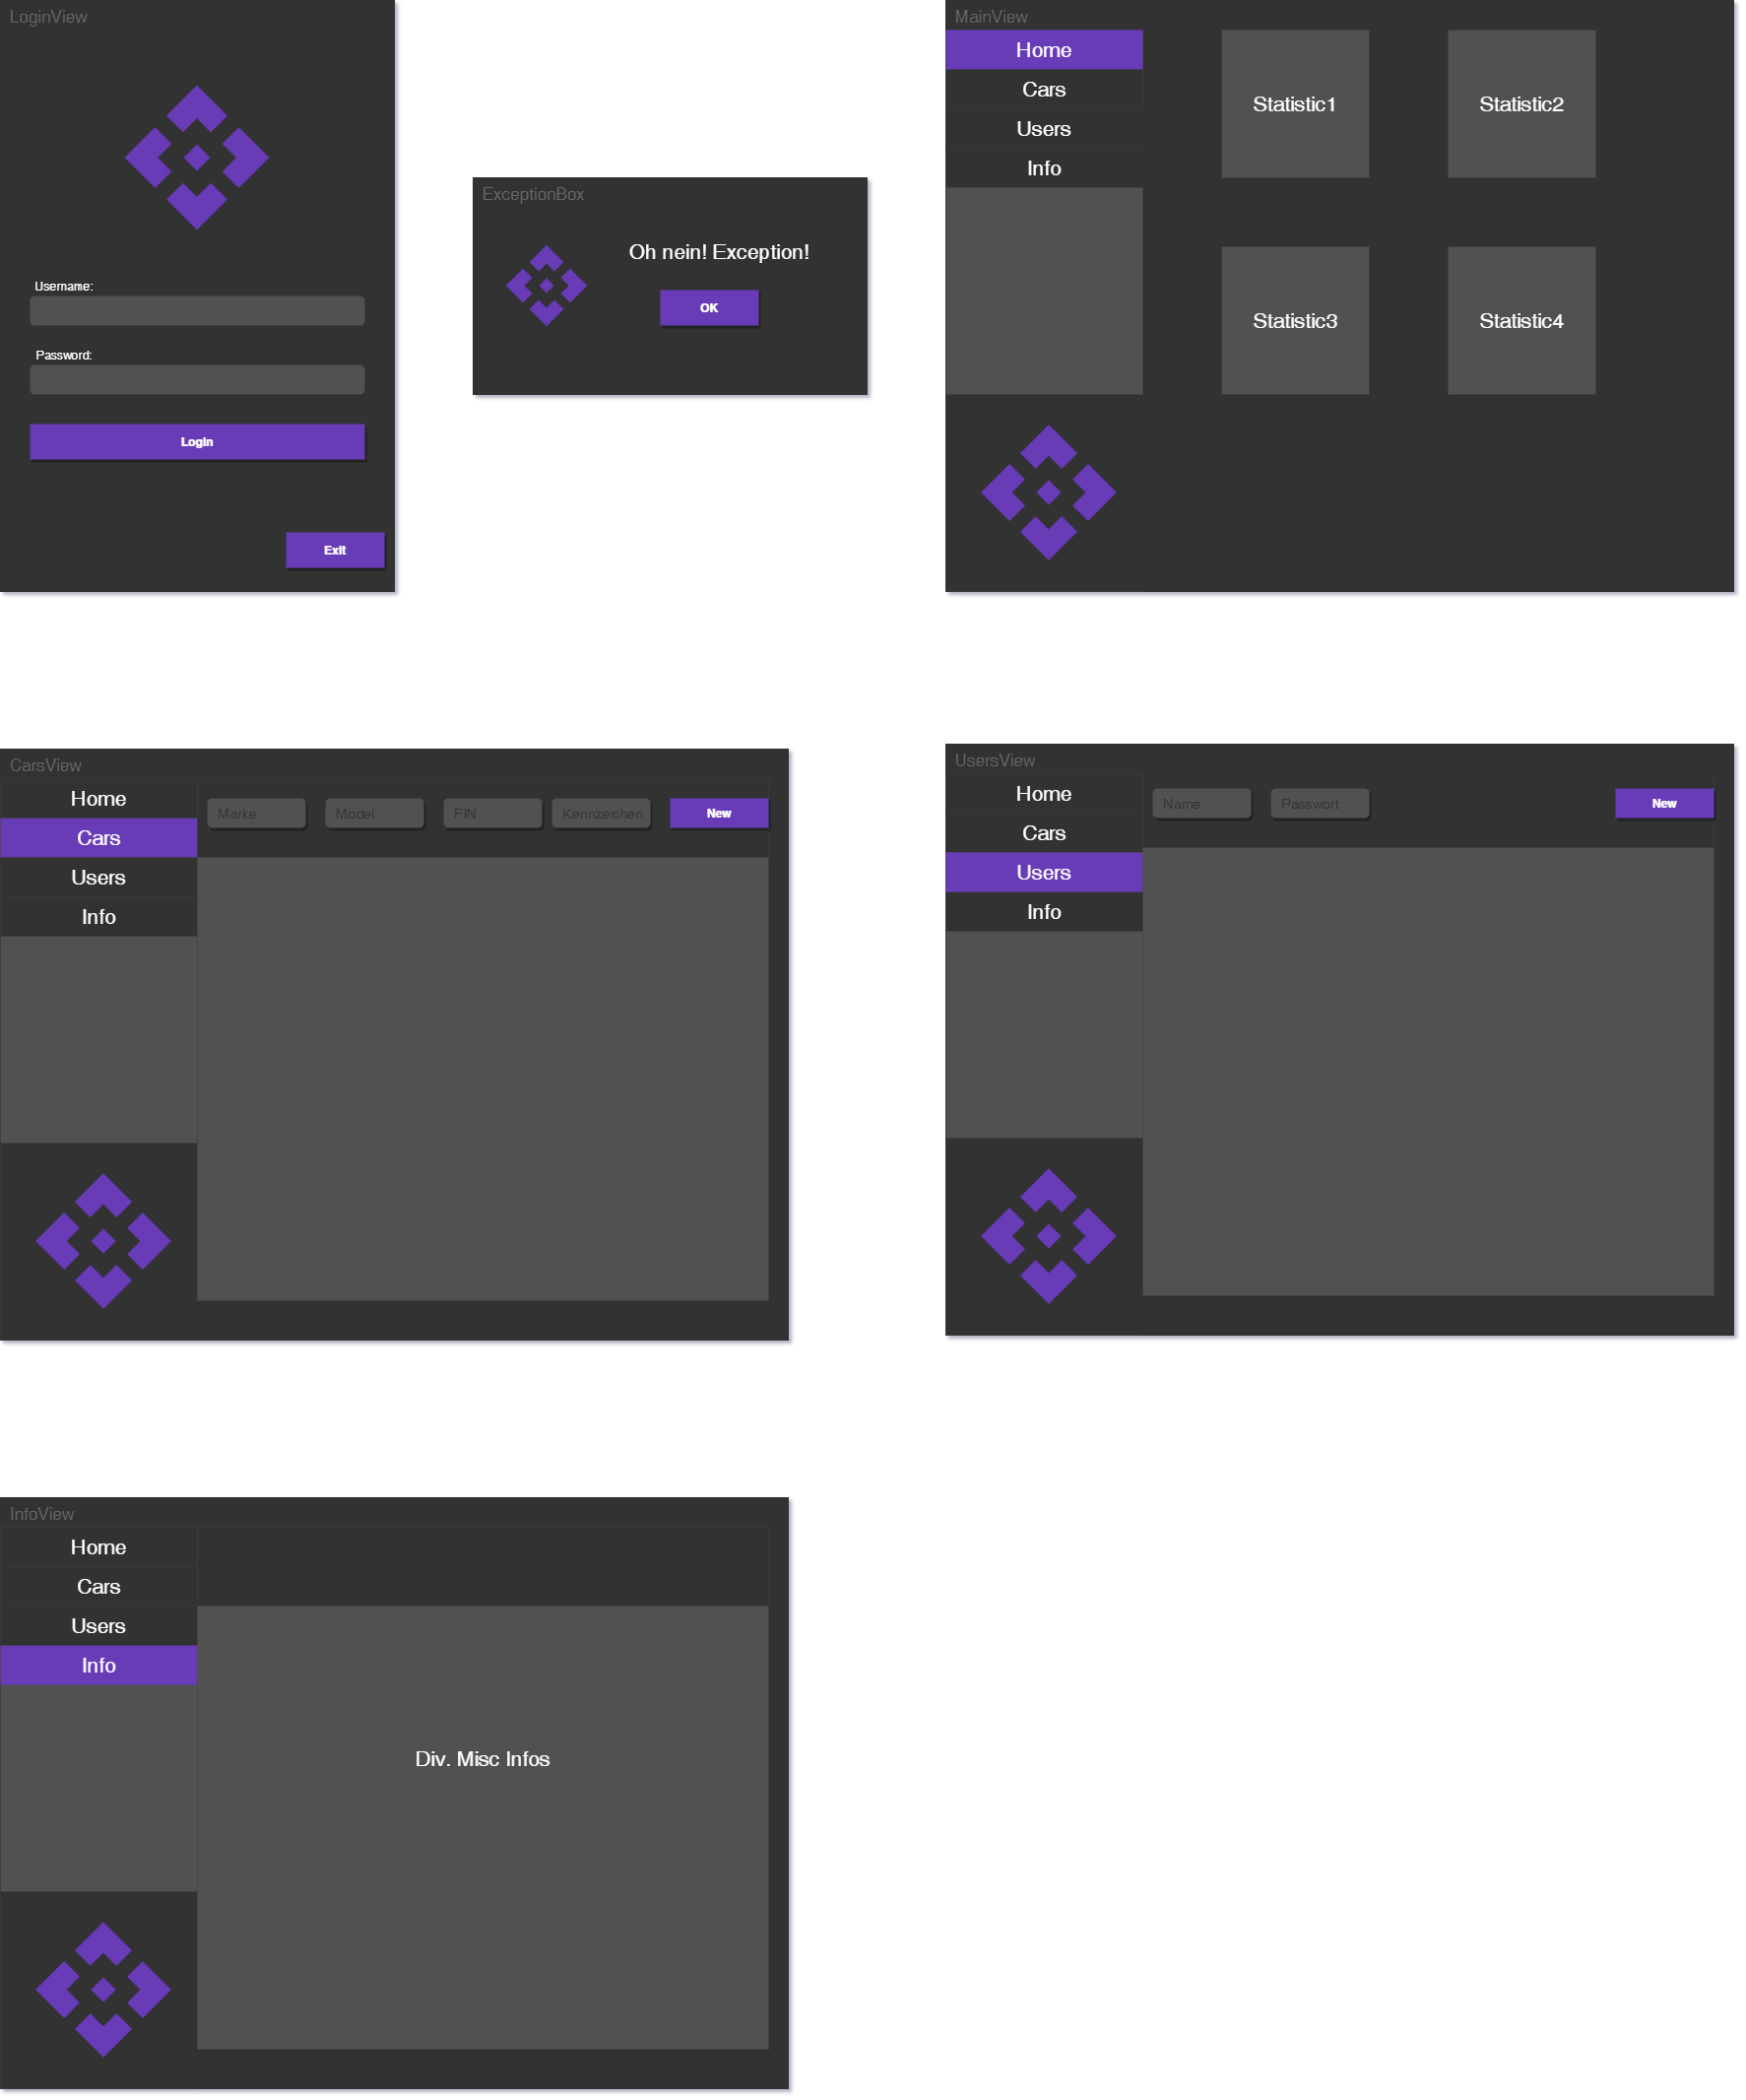 LoginView
Username:
Password:
Login
Exit
ExceptionBox
Oh nein! Exception!
OK
MainView
Home
Cars
Users
Info
Statistic1
Statistic2
Statistic3
Statistic4
CarsView
Home
Cars
Users
Info
Marke
Model
FIN
Kennzeichen
New
UsersView
Home
Cars
Users
Info
Name
Passwort
New
InfoView
Home
Cars
Users
Info
Div. Misc Infos